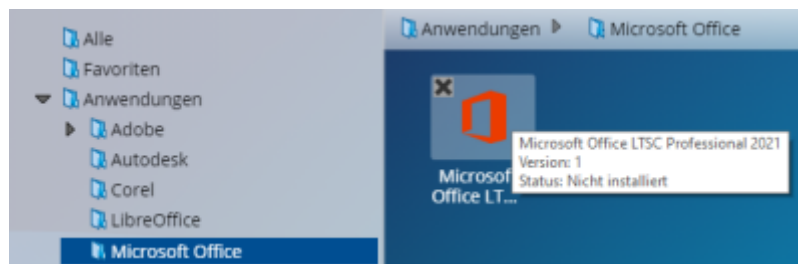 Alle
Favoriten
Anwendungen
Adobe
Autodesk
Corel
LibreOffice
Microsoft Office
Anwendungen
Microsoft Office
Microsof
Office LT...
Microsoft Office LTSC Professional 2021
Version: 1
Status: Nicht installiert